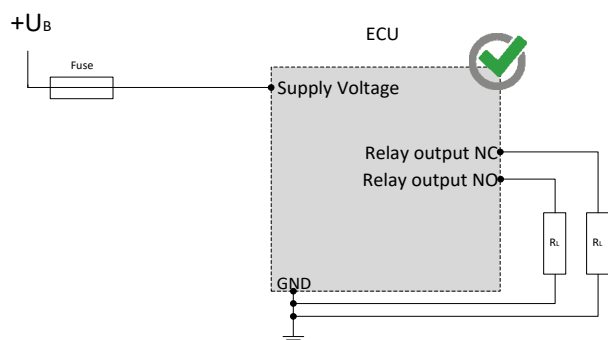 +UB
ECU
Fuse
Supply Voltage
Relay output NC
Relay output NO
RL
RL
GND